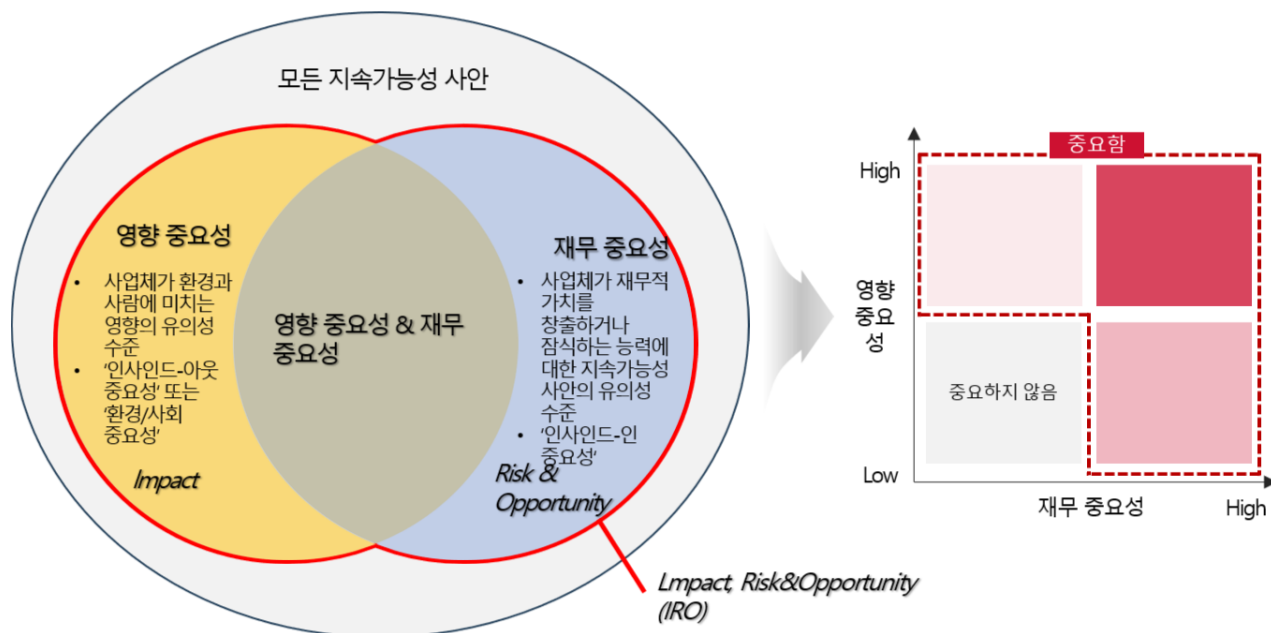 모든 지속가능성 사안
영향 중요성
• 사업체가 환경과
사람에 미치는
영향의 유의성
수준
• '인사인드-아웃
중요성' 또는
'환경/사회
중요성'
Impact
영향 중요성 & 재무
중요성
재무 중요성
• 사업체가 재무적
가치를
창출하거나
잠식하는 능력에
대한 지속가능성
사안의 유의성
수준
• '인사인드-인
중요성'
Risk &
Opportunity
Lmpact, Risk&Opportunity
(IRO)
중요함
High
영향
중요
성
중요하지 않음
Low
재무 중요성
High